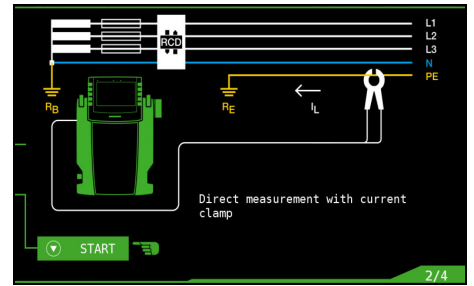 L1
L2
RCD
L3
N
PE
RB
RE
IL
Direct measurement with current
clamp
START
2/4